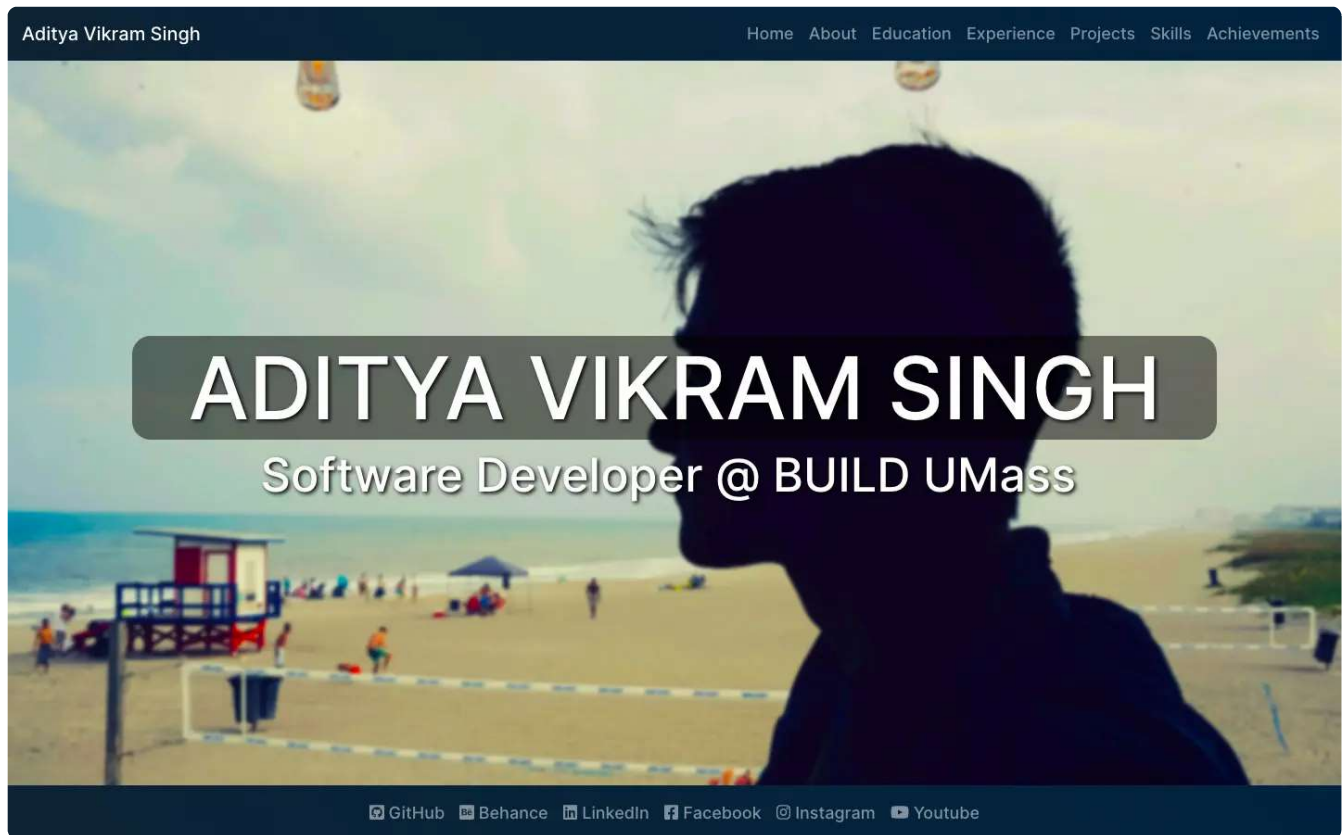 Aditya Vikram Singh
Home About Education Experience Projects Skills Achievements
ADITYA VIKRAM SINGH
Software Developer @ BUILD UMass
GitHub Behance LinkedIn Facebook Instagram Youtube